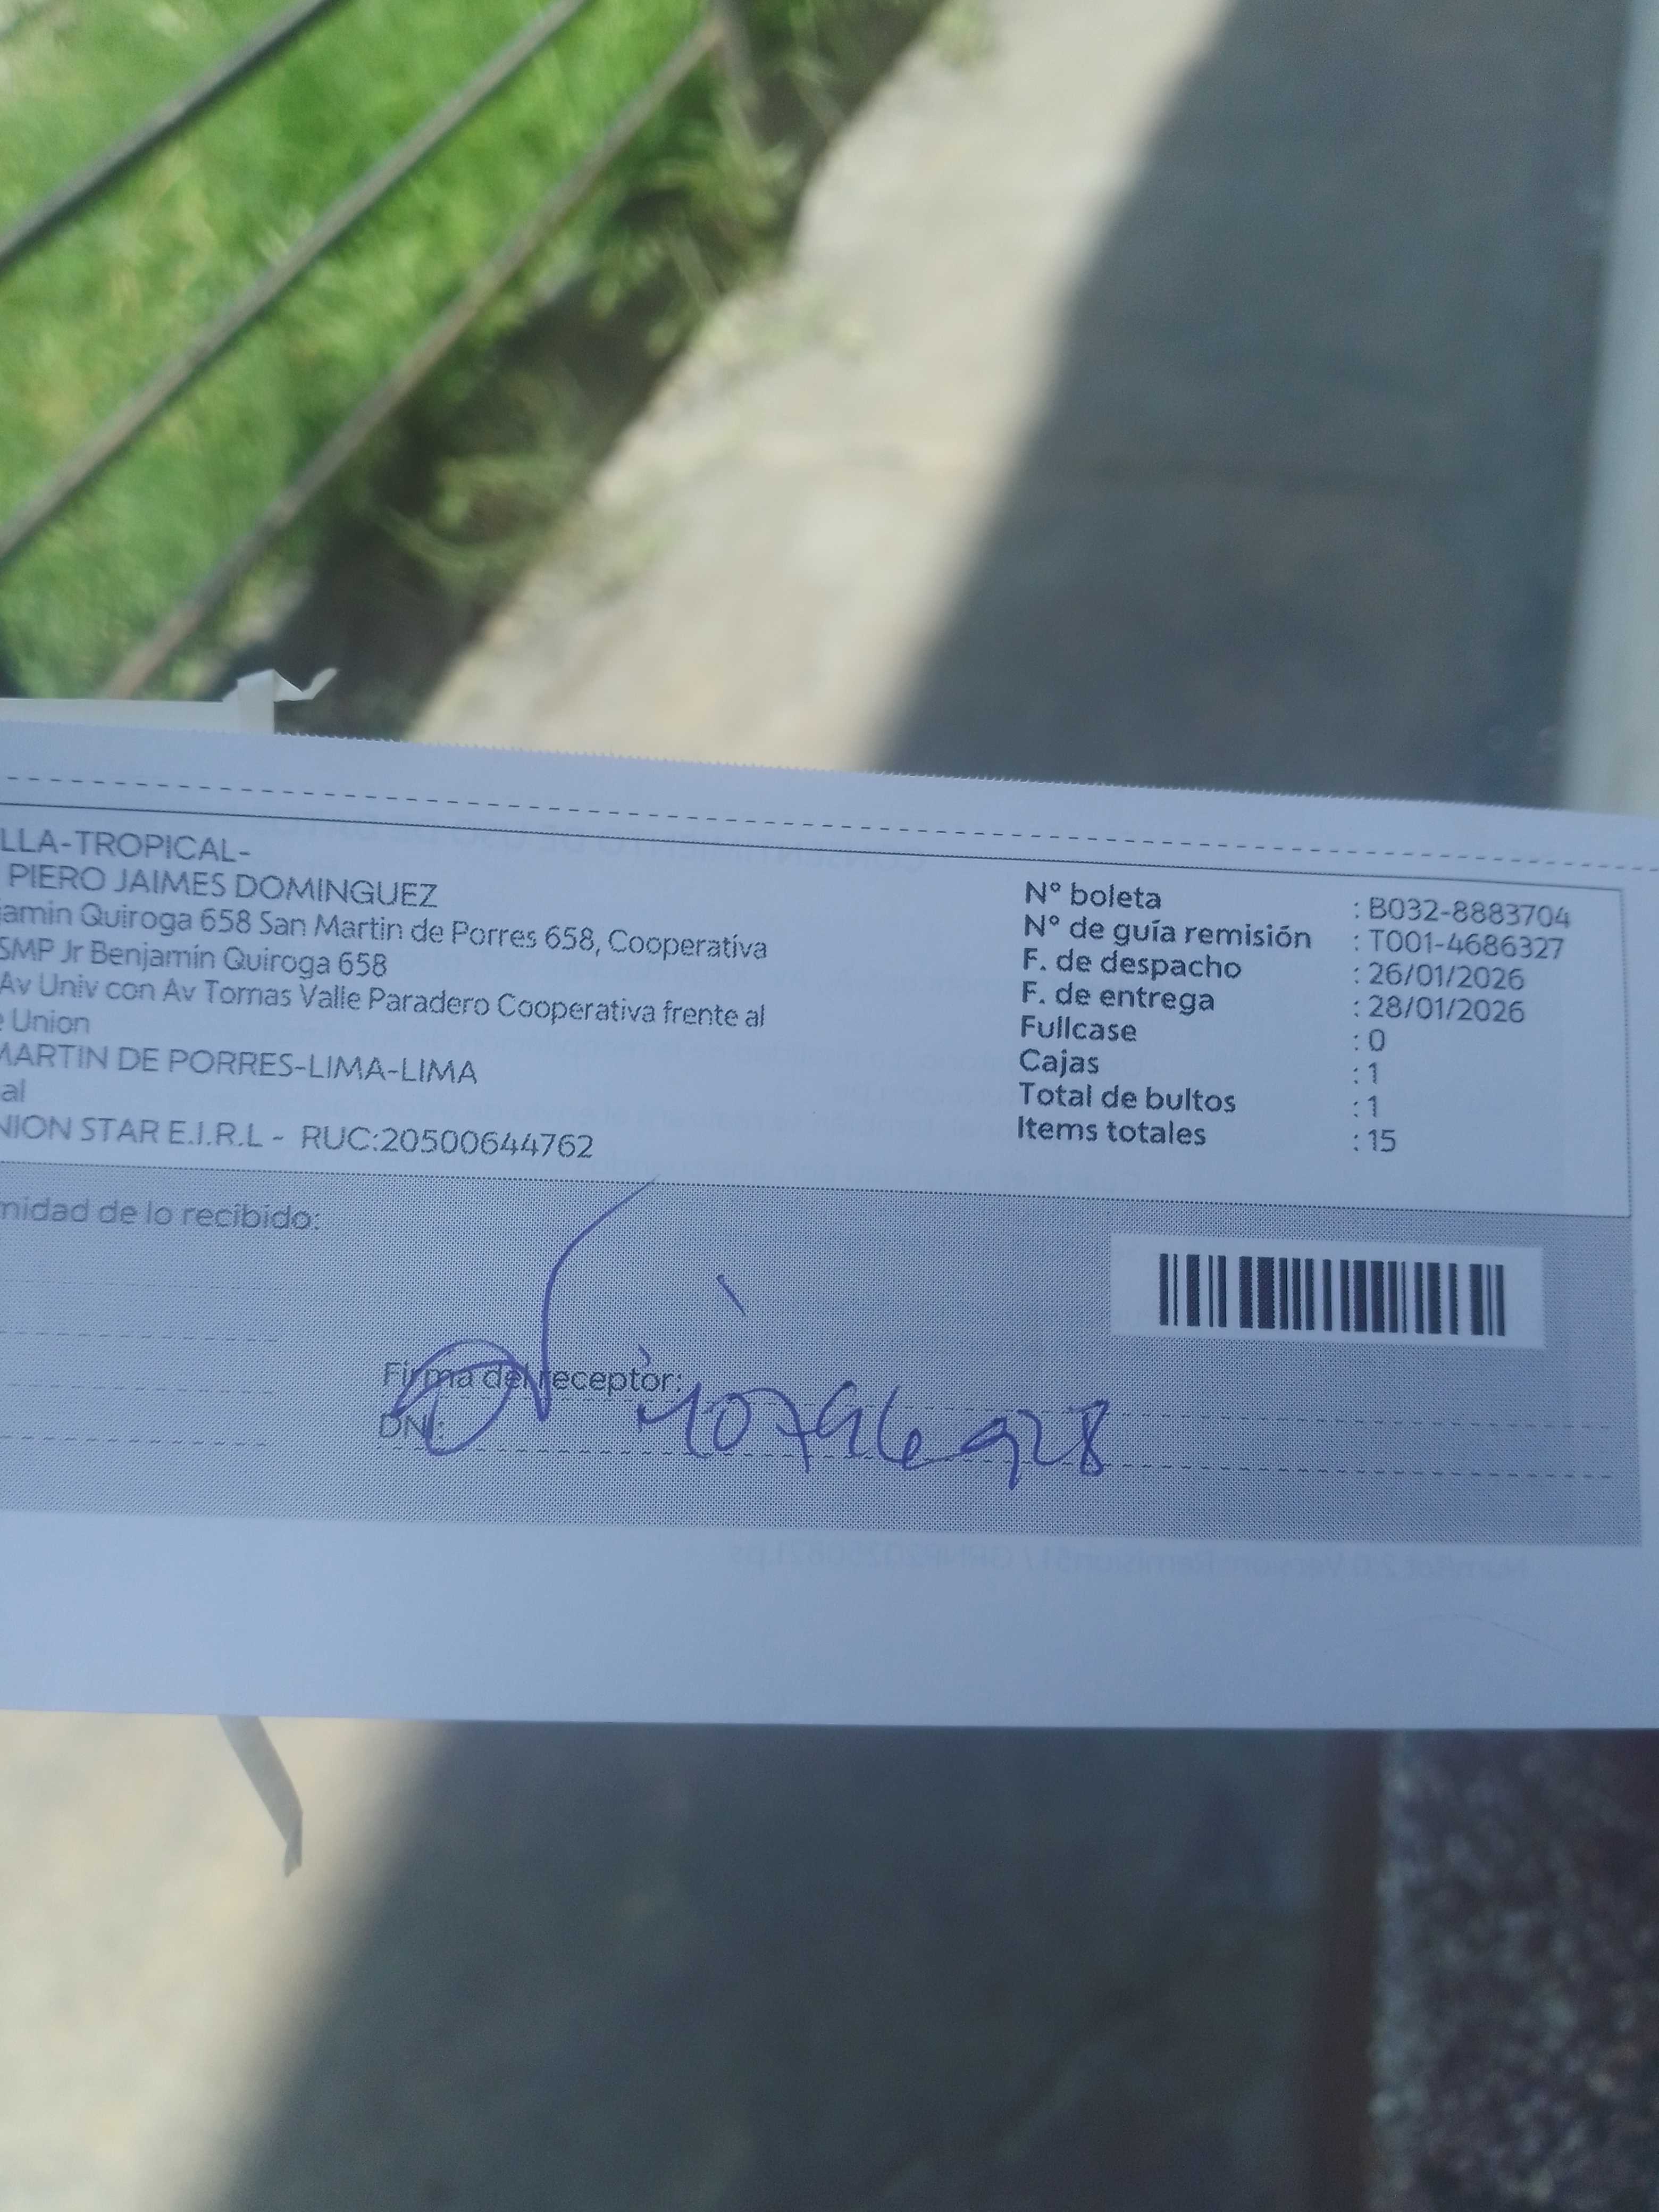 LLA-TROPICAL-
PIERO JAIMES DOMINGUEZ
amin Quiroga 658 San Martin de Porres 658, Cooperativa
SMP Jr Benjamín Quiroga 658
Av Univ con Av Tomas Valle Paradero Cooperativa frente al
e Union
MARTIN DE PORRES-LIMA-LIMA
al
NION STAR E.I.R.L - RUC:20500644762
N° boleta : B032-8883704
N° de guía remisión : T001-4686327
F. de despacho : 26/01/2026
F. de entrega : 28/01/2026
Fullcase : 0
Cajas : 1
Total de bultos : 1
Items totales : 15
midad de lo recibido:
Firma del receptor:
DNI: